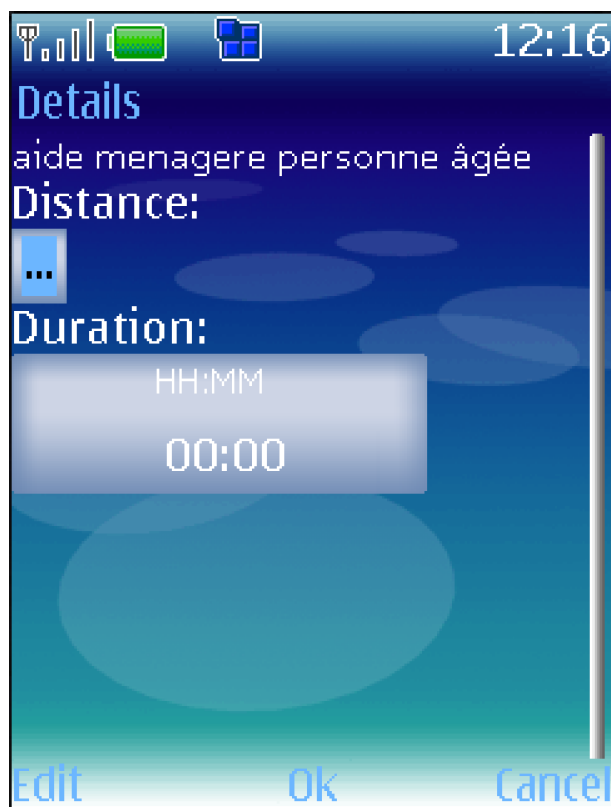 12:16
Details
aide menagere personne âgée
Distance:
...
Duration:
HH:MM
00:00
Edit Ok Cancel